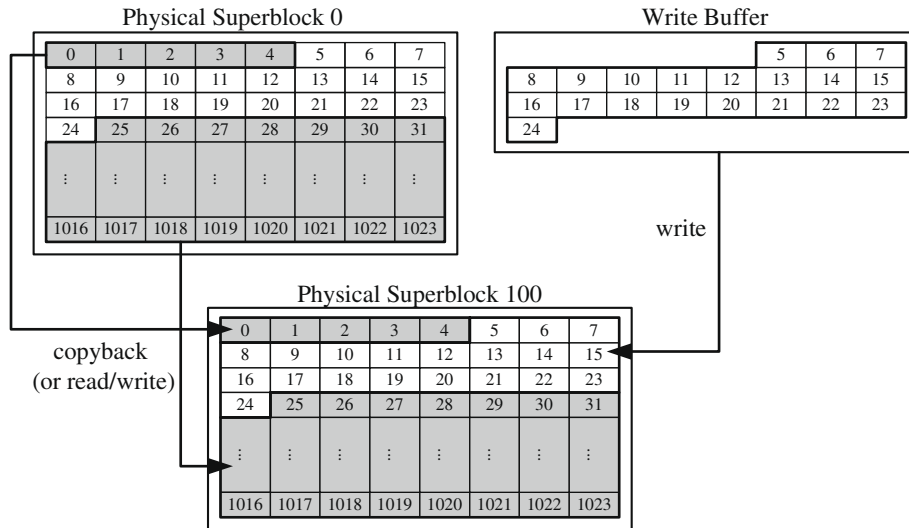 Physical Superblock 0
0 1 2 3 4 5 6 7
8 9 10 11 12 13 14 15
16 17 18 19 20 21 22 23
24 25 26 27 28 29 30 31
⋮ ⋮ ⋮ ⋮ ⋮ ⋮ ⋮ ⋮
1016 1017 1018 1019 1020 1021 1022 1023
Write Buffer
5 6 7
8 9 10 11 12 13 14 15
16 17 18 19 20 21 22 23
24
write
copyback
(or read/write)
Physical Superblock 100
0 1 2 3 4 5 6 7
8 9 10 11 12 13 14 15
16 17 18 19 20 21 22 23
24 25 26 27 28 29 30 31
⋮ ⋮ ⋮ ⋮ ⋮ ⋮ ⋮ ⋮
1016 1017 1018 1019 1020 1021 1022 1023